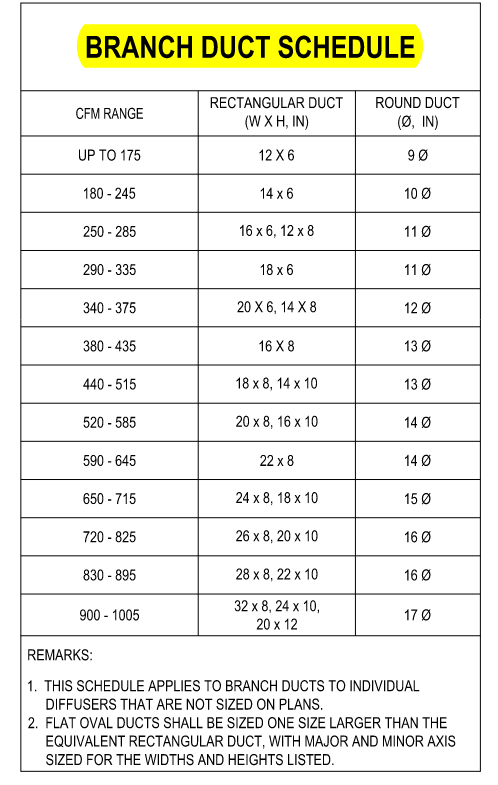 BRANCH DUCT SCHEDULE
CFM RANGE RECTANGULAR DUCT (W X H, IN) ROUND DUCT (Ø, IN)
UP TO 175 12 X 6 9 Ø
180 - 245 14 x 6 10 Ø
250 - 285 16 x 6, 12 x 8 11 Ø
290 - 335 18 x 6 11 Ø
340 - 375 20 X 6, 14 X 8 12 Ø
380 - 435 16 X 8 13 Ø
440 - 515 18 x 8, 14 x 10 13 Ø
520 - 585 20 x 8, 16 x 10 14 Ø
590 - 645 22 x 8 14 Ø
650 - 715 24 x 8, 18 x 10 15 Ø
720 - 825 26 x 8, 20 x 10 16 Ø
830 - 895 28 x 8, 22 x 10 16 Ø
900 - 1005 32 x 8, 24 x 10, 20 x 12 17 Ø
REMARKS:
1. THIS SCHEDULE APPLIES TO BRANCH DUCTS TO INDIVIDUAL
DIFFUSERS THAT ARE NOT SIZED ON PLANS.
2. FLAT OVAL DUCTS SHALL BE SIZED ONE SIZE LARGER THAN THE
EQUIVALENT RECTANGULAR DUCT, WITH MAJOR AND MINOR AXIS
SIZED FOR THE WIDTHS AND HEIGHTS LISTED.